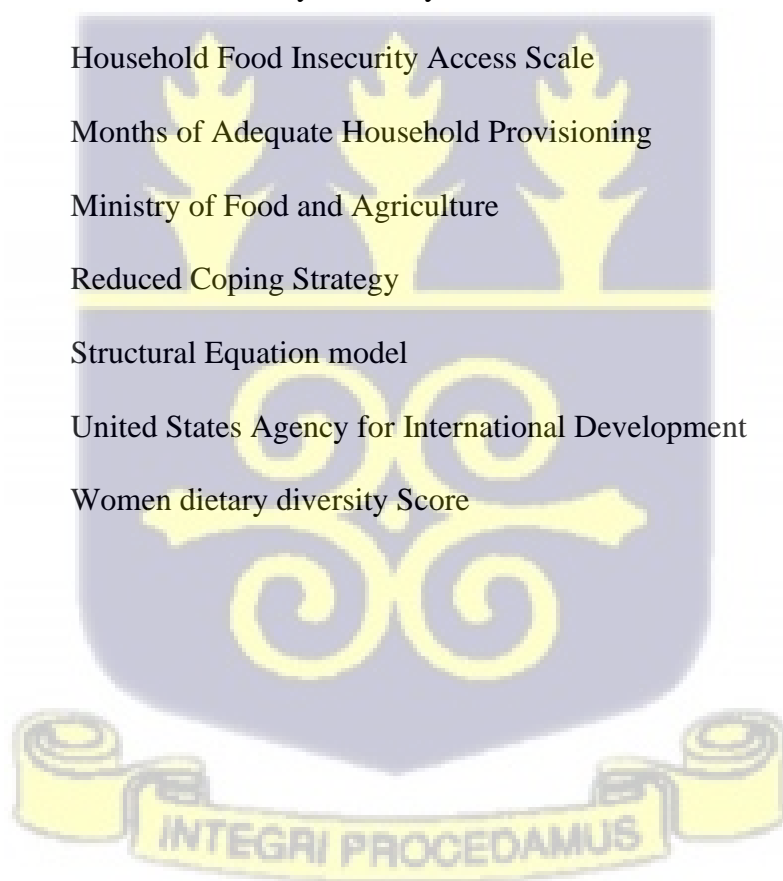 Household Food Insecurity Access Scale
Months of Adequate Household Provisioning
Ministry of Food and Agriculture
Reduced Coping Strategy
Structural Equation model
United States Agency for International Development
Women dietary diversity Score
INTEGRI PROCEDAMUS